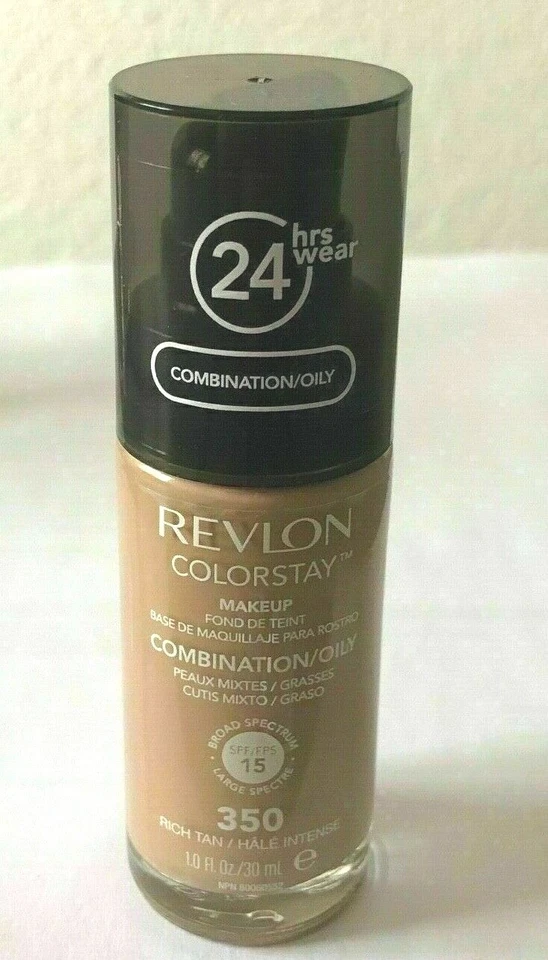 24 hrs
wear
COMBINATION/OILY
REVLON
COLORSTAY™
MAKEUP
FOND DE TEINT
BASE DE MAQUILLAJE PARA ROSTRO
COMBINATION/OILY
PEAUX MIXTES / GRASSES
CUTIS MIXTO / GRASO
BROAD SPECTRUM
SPF/FPS
15
LARGE SPECTRE
350
RICH TAN / HÂLÉ INTENSE
1.0 Fl. Oz./30 mL e
NPN